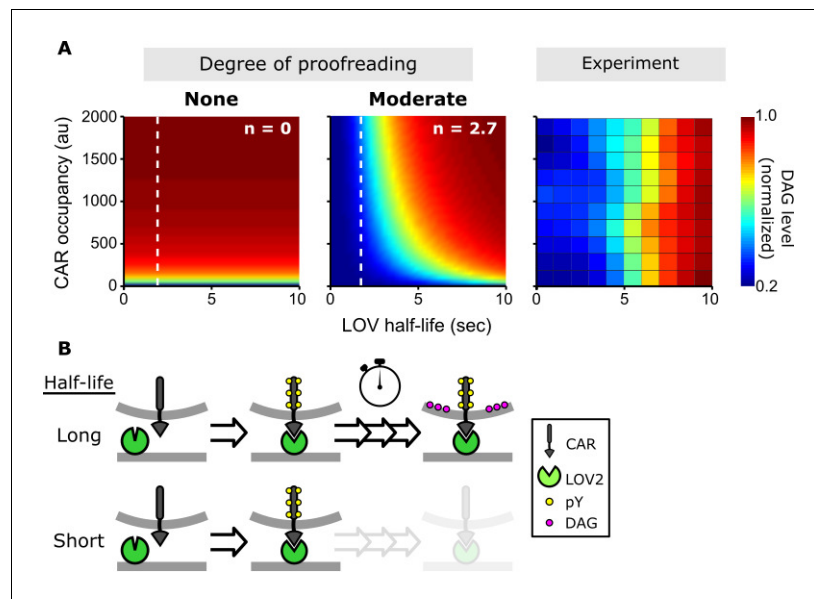 A
Degree of proofreading
Experiment
None
Moderate
n = 0
n = 2.7
CAR occupancy (au)
2000
1500
1000
500
0
0 5 10
0 5 10
5 10
LOV half-life (sec)
1.0
0.2
DAG level
(normalized)
B
Half-life
Long
Short
CAR
LOV2
pY
DAG